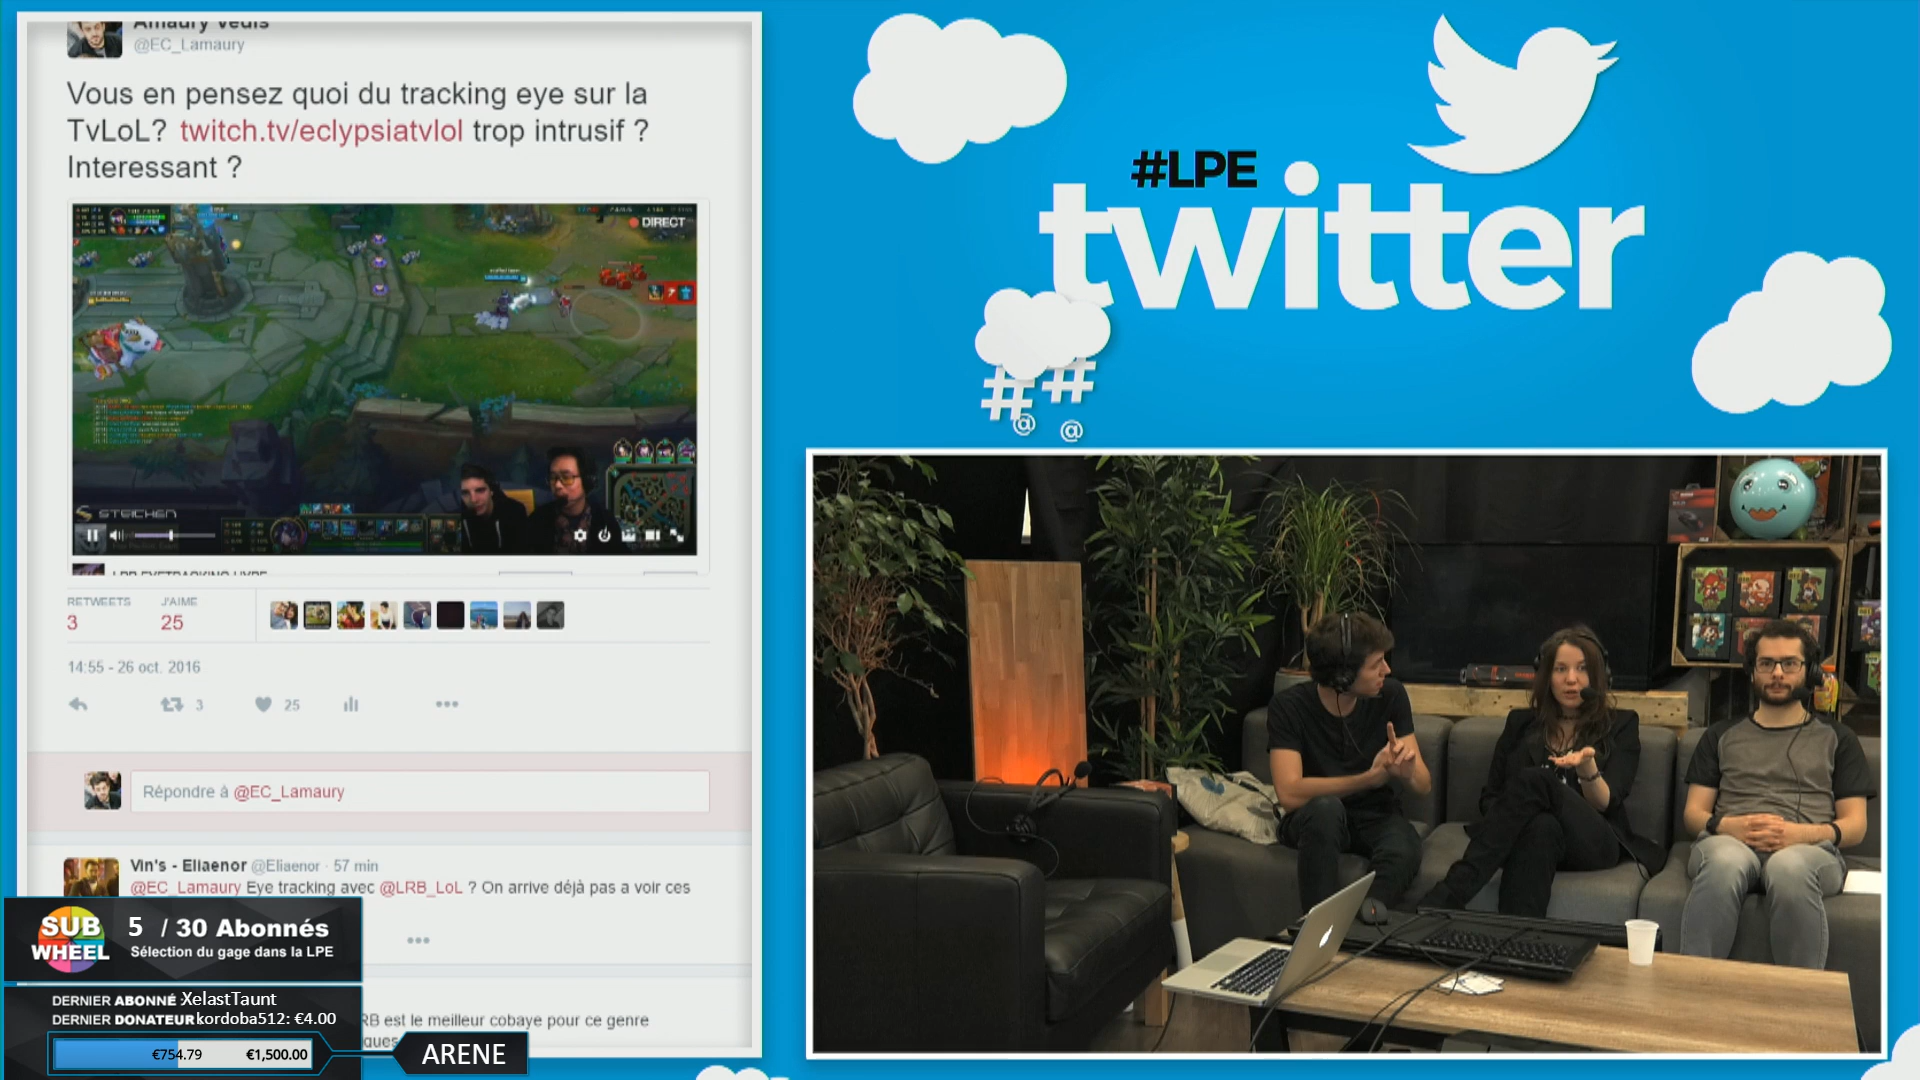 Amaury Vedis
@EC_Lamaury
Vous en pensez quoi du tracking eye sur la
TvLoL? twitch.tv/eclypsiatvlol trop intrusif ?
Interessant ?
DIRECT
STEICHEN
RETWEETS
J'AIME
3
25
14:55 - 26 oct. 2016
3
25
Répondre à @EC_Lamaury
Vin's - Eliaenor @Eliaenor · 57 min
@EC_Lamaury Eye tracking avec @LRB_LoL ? On arrive déjà pas a voir ces
RB est le meilleur cobaye pour ce genre
ques
SUB
WHEEL
5 / 30 Abonnés
Sélection du gage dans la LPE
DERNIER ABONNÉ : XelastTaunt
DERNIER DONATEUR kordoba512: €4.00
€754.79
€1,500.00
ARENE
#LPE
twitter
# #
@ @